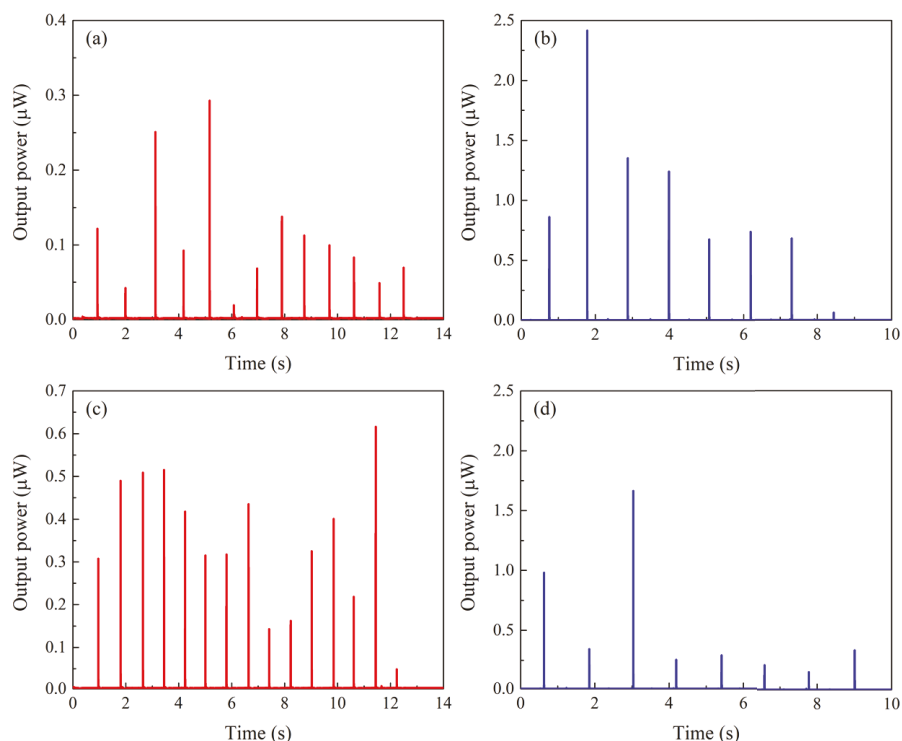 (a)
Output power (μW)
0.4
0.3
0.2
0.1
0.0
0 2 4 6 8 10 12 14
Time (s)
(b)
Output power (μW)
2.5
2.0
1.5
1.0
0.5
0.0
0 2 4 6 8 10
Time (s)
(c)
Output power (μW)
0.7
0.6
0.5
0.4
0.3
0.2
0.1
0.0
0 2 4 6 8 10 12 14
Time (s)
(d)
Output power (μW)
2.5
2.0
1.5
1.0
0.5
0.0
0 2 4 6 8 10
Time (s)